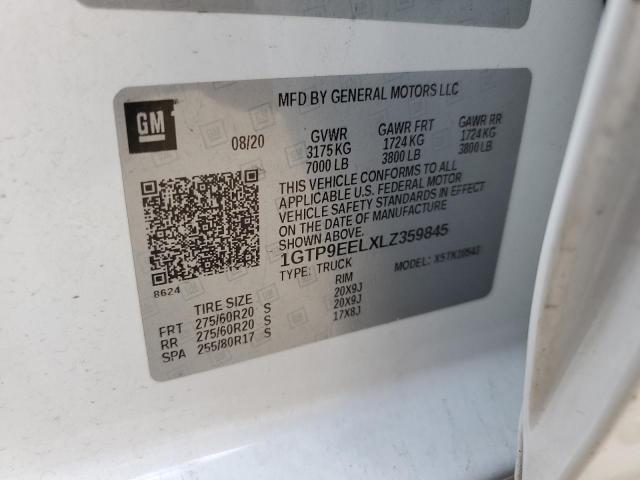 GM
MFD BY GENERAL MOTORS LLC
08/20
GVWR GAWR FRT GAWR RR
3175 KG 1724 KG 1724 KG
7000 LB 3800 LB 3800 LB
THIS VEHICLE CONFORMS TO ALL
APPLICABLE U.S. FEDERAL MOTOR
VEHICLE SAFETY STANDARDS IN EFFECT
ON THE DATE OF MANUFACTURE
SHOWN ABOVE.
1GTP9EELXLZ359845
TYPE: TRUCK MODEL:
8624
TIRE SIZE RIM
FRT 275/60R20 S 20X9J
RR 275/60R20 S 20X9J
SPA 255/80R17 S 17X8J